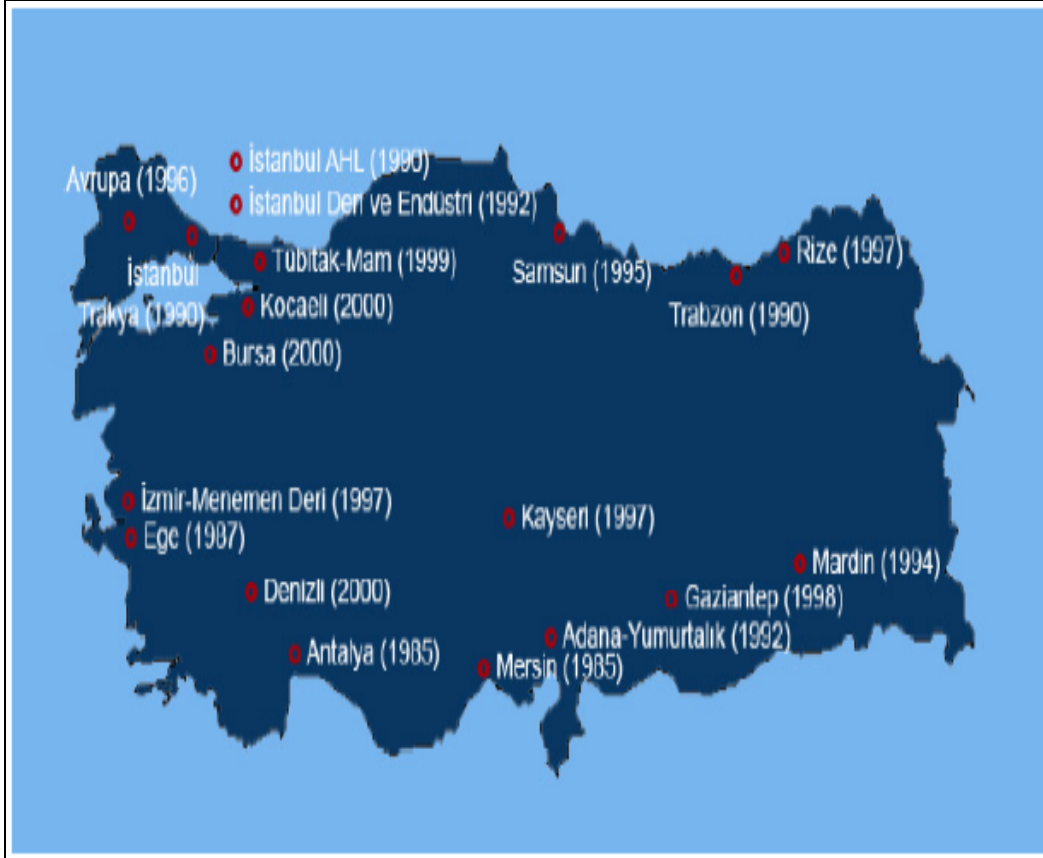 İstanbul AHL (1990)
Avrupa (1996)
İstanbul Deri ve Endüstri (1992)
Rize (1997)
Tübitak-Mam (1999)
İstanbul
Trakya (1990)
Samsun (1995)
Kocaeli (2000)
Trabzon (1990)
Bursa (2000)
İzmir-Menemen Deri (1997)
Kayseri (1997)
Ege (1987)
Mardin (1994)
Denizli (2000)
Gaziantep (1998)
Adana-Yumurtalık (1992)
Antalya (1985)
Mersin (1985)